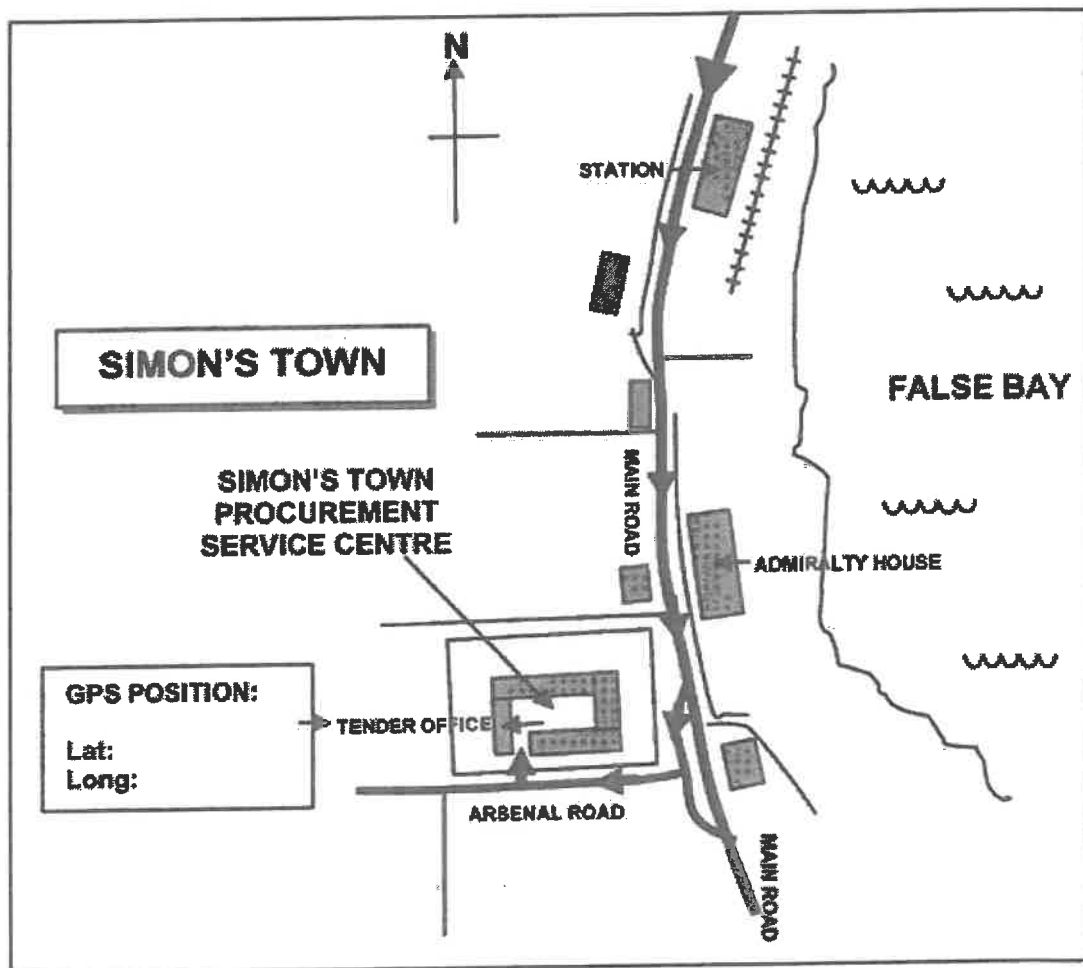 N
STATION
SIMON'S TOWN
FALSE BAY
MAIN ROAD
SIMON'S TOWN
PROCUREMENT
SERVICE CENTRE
ADMIRALTY HOUSE
GPS POSITION:
Lat:
Long:
TENDER OFFICE
ARBENAL ROAD
MAIN ROAD